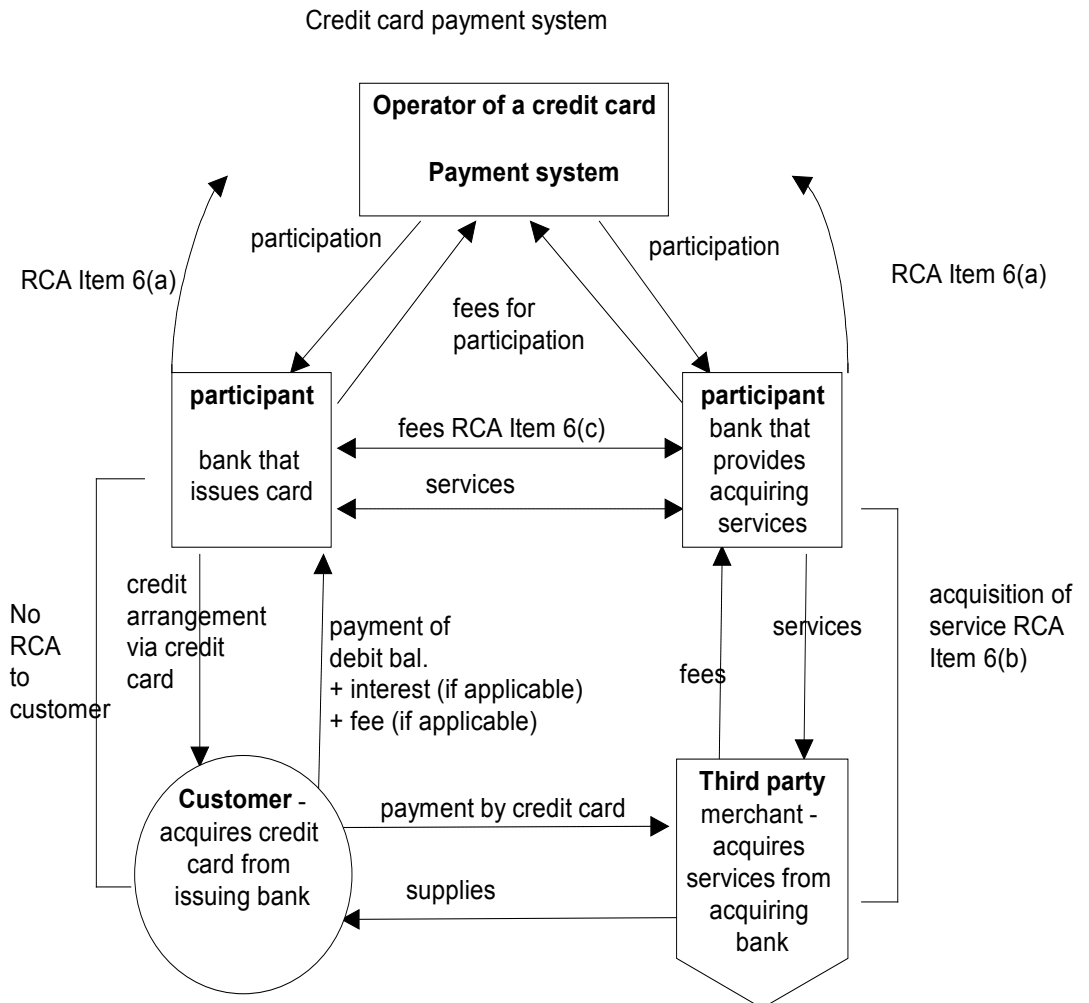 Credit card payment system
Operator of a credit card
Payment system
participation
participation
RCA Item 6(a)
RCA Item 6(a)
fees for
participation
participant
bank that
issues card
participant
bank that
provides
acquiring
services
fees RCA Item 6(c)
services
No
RCA
to
customer
credit
arrangement
via credit
card
payment of
debit bal.
+ interest (if applicable)
+ fee (if applicable)
fees
services
acquisition of
service RCA
Item 6(b)
Customer -
acquires credit
card from
issuing bank
payment by credit card
supplies
Third party
merchant -
acquires
services from
acquiring
bank